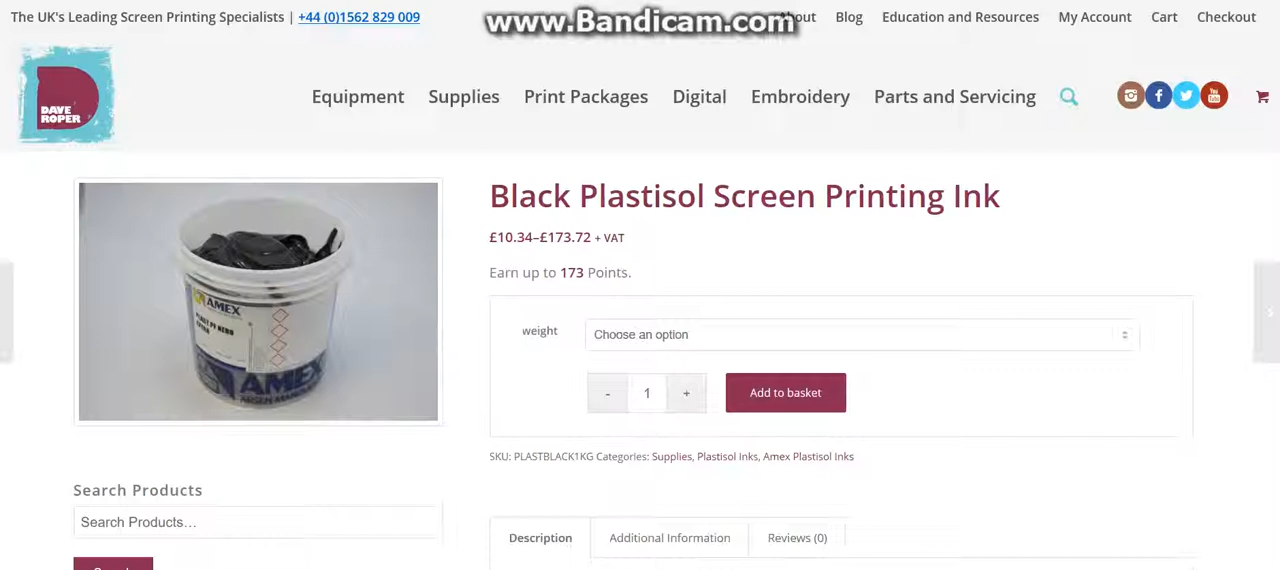 The UK's Leading Screen Printing Specialists | +44 (0)1562 829 009
www.Bandicam.com
About Blog Education and Resources My Account Cart Checkout
DAVE
ROPER
Equipment Supplies Print Packages Digital Embroidery Parts and Servicing
Black Plastisol Screen Printing Ink
£10.34–£173.72 + VAT
Earn up to 173 Points.
AMEX
AMEX
weight Choose an option
- 1 + Add to basket
SKU: PLASTBLACK1KG Categories: Supplies, Plastisol Inks, Amex Plastisol Inks
Search Products
Search Products...
Description Additional Information Reviews (0)